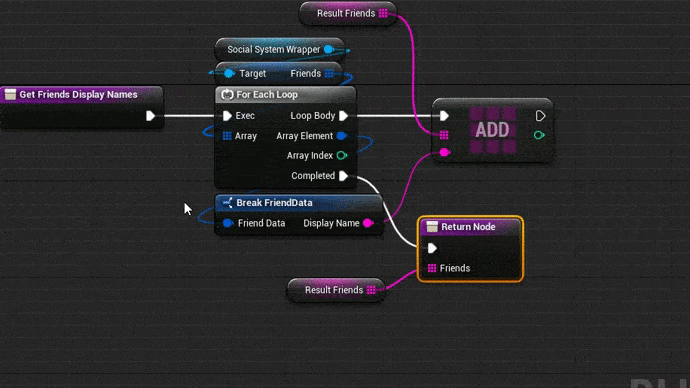 Result Friends
Social System Wrapper
Target Friends
Get Friends Display Names
For Each Loop
Exec Loop Body
Array Array Element
Array Index
Completed
ADD
Break FriendData
Friend Data Display Name
Return Node
Friends
Result Friends